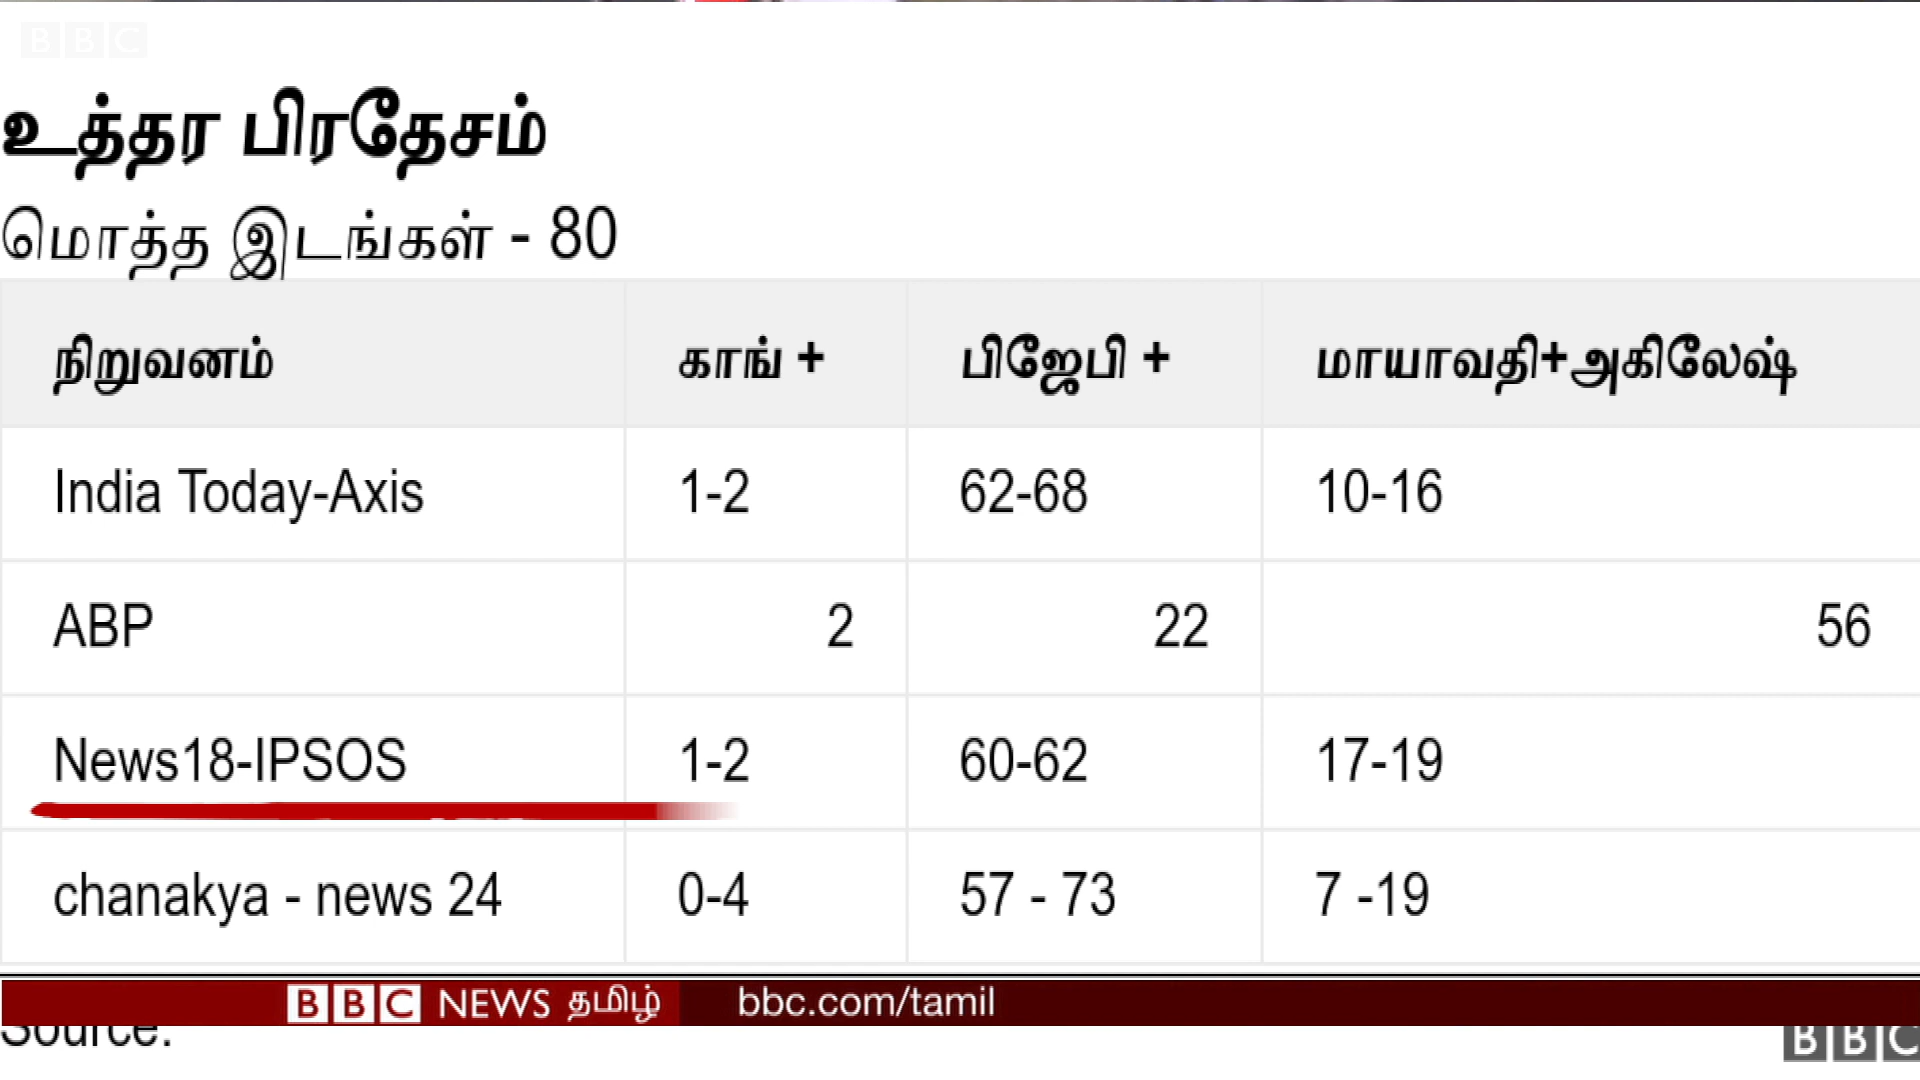 BBC
உத்தர பிரதேசம்
மொத்த இடங்கள் - 80
நிறுவனம் காங் + பிஜேபி + மாயாவதி+அகிலேஷ்
India Today-Axis 1-2 62-68 10-16
ABP 2 22 56
News18-IPSOS 1-2 60-62 17-19
chanakya - news 24 0-4 57 - 73 7 -19
BBC NEWS தமிழ் bbc.com/tamil
Source:
BBC